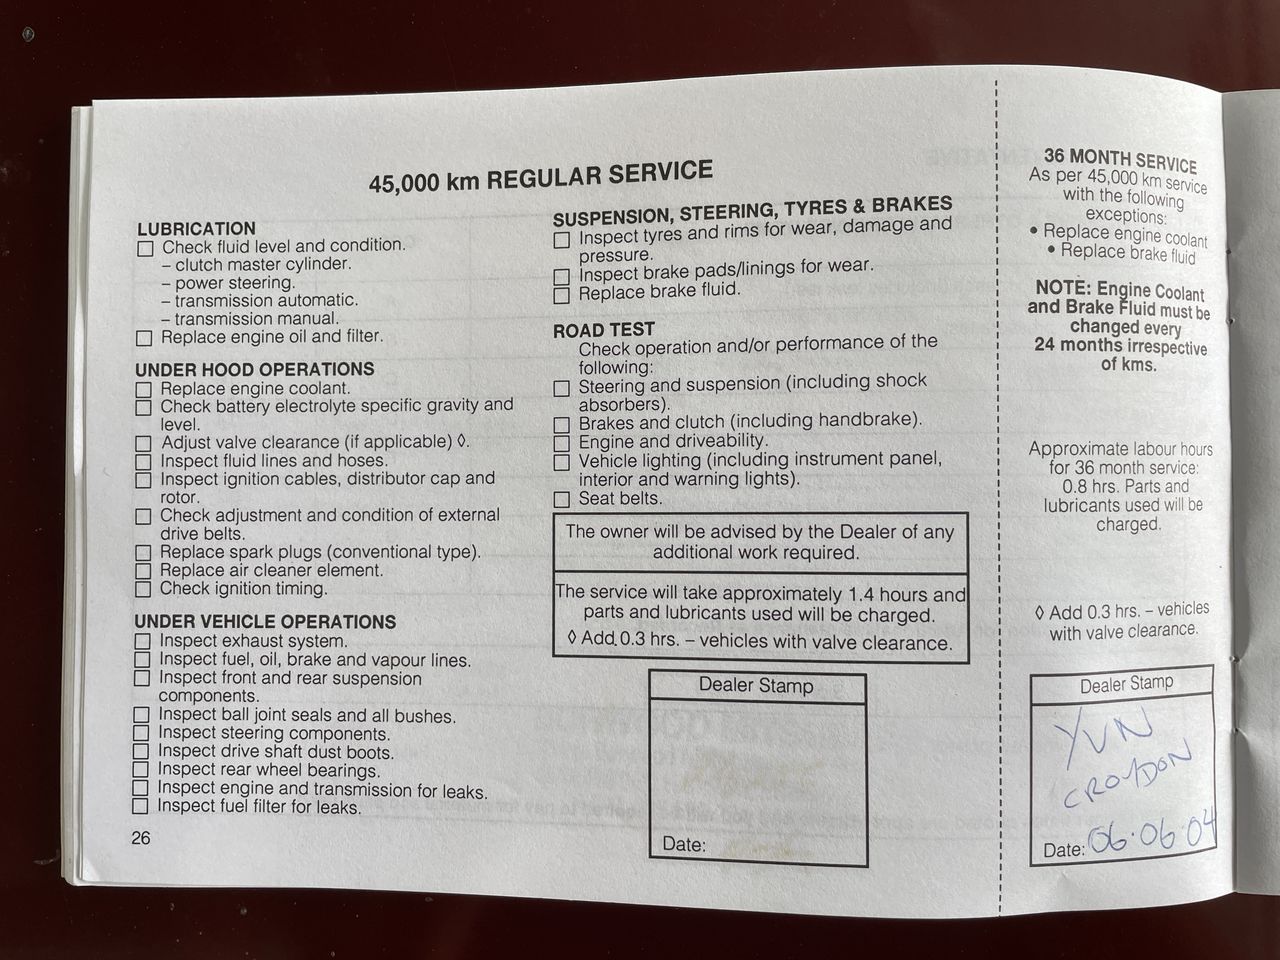 45,000 km REGULAR SERVICE
LUBRICATION
Check fluid level and condition.
– clutch master cylinder.
– power steering.
– transmission automatic.
– transmission manual.
Replace engine oil and filter.
UNDER HOOD OPERATIONS
Replace engine coolant.
Check battery electrolyte specific gravity and
level.
Adjust valve clearance (if applicable) ◊.
Inspect fluid lines and hoses.
Inspect ignition cables, distributor cap and
rotor.
Check adjustment and condition of external
drive belts.
Replace spark plugs (conventional type).
Replace air cleaner element.
Check ignition timing.
UNDER VEHICLE OPERATIONS
Inspect exhaust system.
Inspect fuel, oil, brake and vapour lines.
Inspect front and rear suspension
components.
Inspect ball joint seals and all bushes.
Inspect steering components.
Inspect drive shaft dust boots.
Inspect rear wheel bearings.
Inspect engine and transmission for leaks.
Inspect fuel filter for leaks.
26
SUSPENSION, STEERING, TYRES & BRAKES
Inspect tyres and rims for wear, damage and
pressure.
Inspect brake pads/linings for wear.
Replace brake fluid.
ROAD TEST
Check operation and/or performance of the
following:
Steering and suspension (including shock
absorbers).
Brakes and clutch (including handbrake).
Engine and driveability.
Vehicle lighting (including instrument panel,
interior and warning lights).
Seat belts.
The owner will be advised by the Dealer of any
additional work required.
The service will take approximately 1.4 hours and
parts and lubricants used will be charged.
◊ Add 0.3 hrs. – vehicles with valve clearance.
Dealer Stamp
Date:
36 MONTH SERVICE
As per 45,000 km service
with the following
exceptions:
• Replace engine coolant
• Replace brake fluid
NOTE: Engine Coolant
and Brake Fluid must be
changed every
24 months irrespective
of kms.
Approximate labour hours
for 36 month service:
0.8 hrs. Parts and
lubricants used will be
charged.
◊ Add 0.3 hrs. – vehicles
with valve clearance.
Dealer Stamp
YVN
CROYDON
Date: 06.06.04